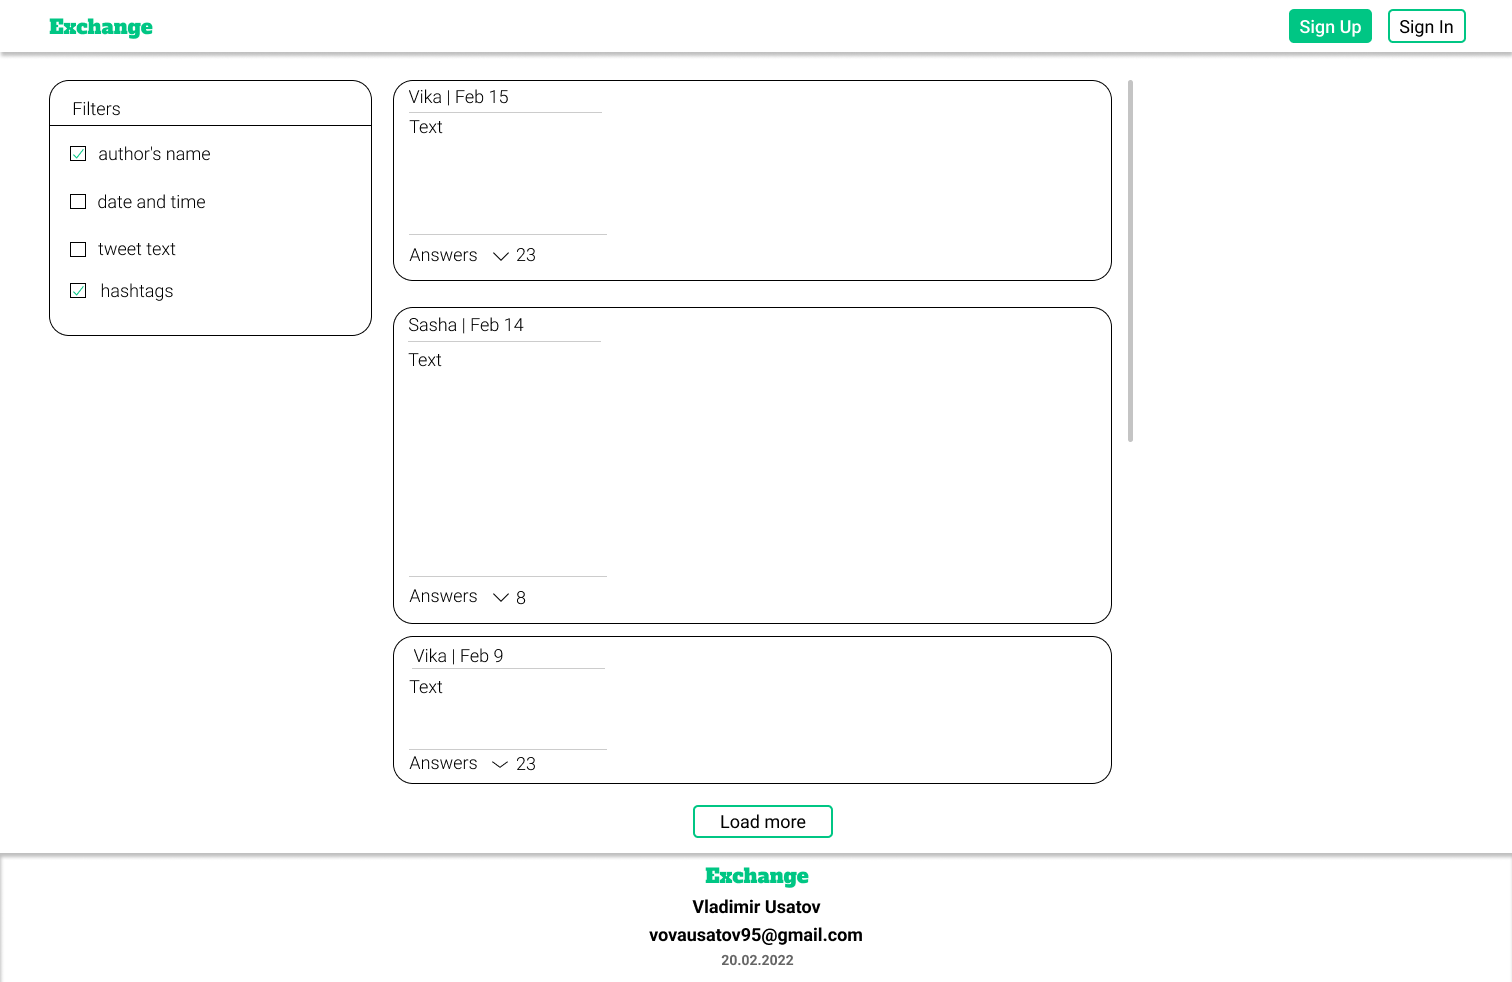 Exchange
Sign Up
Sign In
Filters
author's name
date and time
tweet text
hashtags
Vika | Feb 15
Text
Answers 23
Sasha | Feb 14
Text
Answers 8
Vika | Feb 9
Text
Answers 23
Load more
Exchange
Vladimir Usatov
vovausatov95@gmail.com
20.02.2022